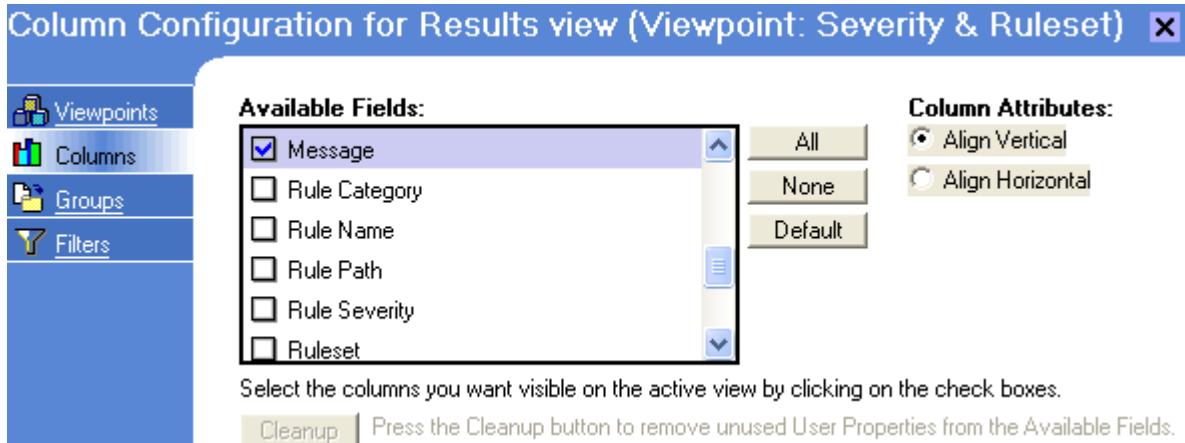 Column Configuration for Results view (Viewpoint: Severity & Ruleset)
Viewpoints
Columns
Groups
Filters
Available Fields:
Message
Rule Category
Rule Name
Rule Path
Rule Severity
Ruleset
All
None
Default
Column Attributes:
Align Vertical
Align Horizontal
Select the columns you want visible on the active view by clicking on the check boxes.
Cleanup Press the Cleanup button to remove unused User Properties from the Available Fields.